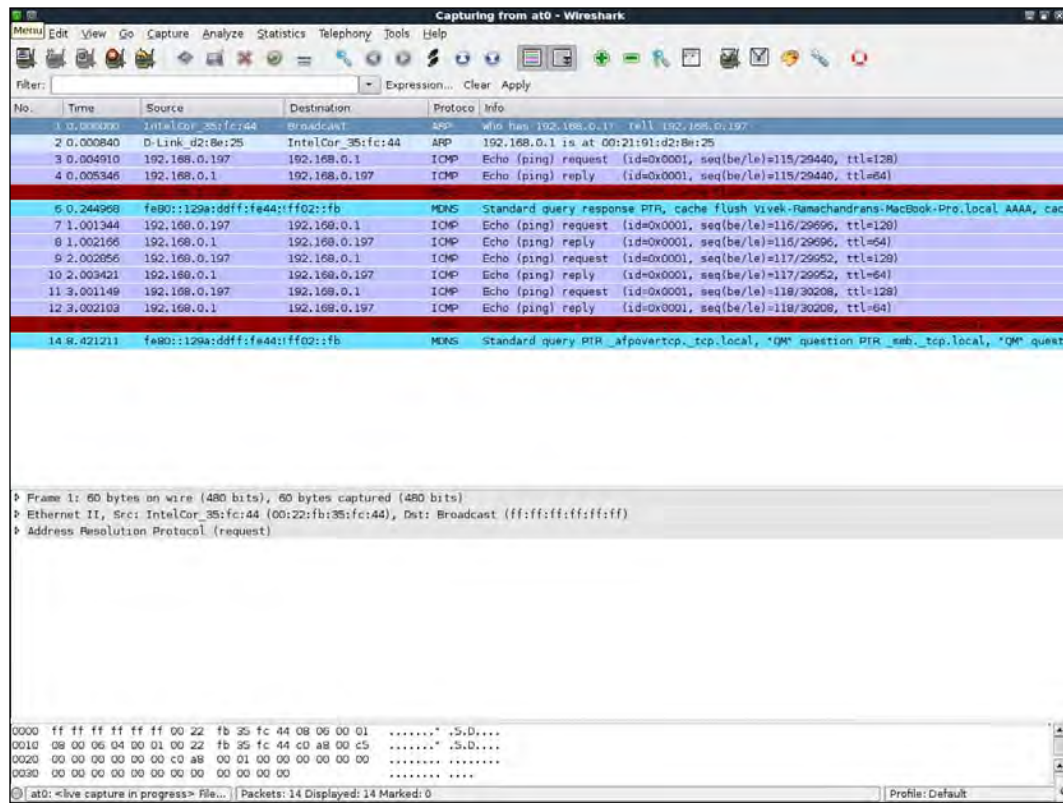 Capturing from at0 - Wireshark
Menu Edit View Go Capture Analyze Statistics Telephony Tools Help
Filter: Expression... Clear Apply
No. Time Source Destination Protoco Info
1 0.000000 IntelCor_35:fc:44 Broadcast ARP Who has 192.168.0.1? Tell 192.168.0.197
2 0.000840 D-Link_d2:8e:25 IntelCor_35:fc:44 ARP 192.168.0.1 is at 00:21:91:d2:8e:25
3 0.004910 192.168.0.197 192.168.0.1 ICMP Echo (ping) request (id=0x0001, seq(be/le)=115/29440, ttl=128)
4 0.005346 192.168.0.1 192.168.0.197 ICMP Echo (ping) reply (id=0x0001, seq(be/le)=115/29440, ttl=64)
6 0.244968 fe80::129a:ddff:fe44:ff02::fb MDNS Standard query response PTR, cache flush Vivek-Ramachandrans-MacBook-Pro.local AAAA, cac
7 1.001344 192.168.0.197 192.168.0.1 ICMP Echo (ping) request (id=0x0001, seq(be/le)=116/29696, ttl=128)
8 1.002166 192.168.0.1 192.168.0.197 ICMP Echo (ping) reply (id=0x0001, seq(be/le)=116/29696, ttl=64)
9 2.002856 192.168.0.197 192.168.0.1 ICMP Echo (ping) request (id=0x0001, seq(be/le)=117/29952, ttl=128)
10 2.003421 192.168.0.1 192.168.0.197 ICMP Echo (ping) reply (id=0x0001, seq(be/le)=117/29952, ttl=64)
11 3.001149 192.168.0.197 192.168.0.1 ICMP Echo (ping) request (id=0x0001, seq(be/le)=118/30208, ttl=128)
12 3.002103 192.168.0.1 192.168.0.197 ICMP Echo (ping) reply (id=0x0001, seq(be/le)=118/30208, ttl=64)
14 8.421211 fe80::129a:ddff:fe44:ff02::fb MDNS Standard query PTR _afpovertcp._tcp.local, "QM" question PTR _smb._tcp.local, "QM" quest
Frame 1: 60 bytes on wire (480 bits), 60 bytes captured (480 bits)
Ethernet II, Src: IntelCor_35:fc:44 (00:22:fb:35:fc:44), Dst: Broadcast (ff:ff:ff:ff:ff:ff)
Address Resolution Protocol (request)
0000 ff ff ff ff ff ff 00 22 fb 35 fc 44 08 06 00 01 ......." .5.D....
0010 08 00 06 04 00 01 00 22 fb 35 fc 44 c0 a8 00 c5 ......." .5.D....
0020 00 00 00 00 00 00 c0 a8 00 01 00 00 00 00 00 00 ........ ........
0030 00 00 00 00 00 00 00 00 00 00 00 00 ........ ....
at0: <live capture in progress> File... Packets: 14 Displayed: 14 Marked: 0 Profile: Default